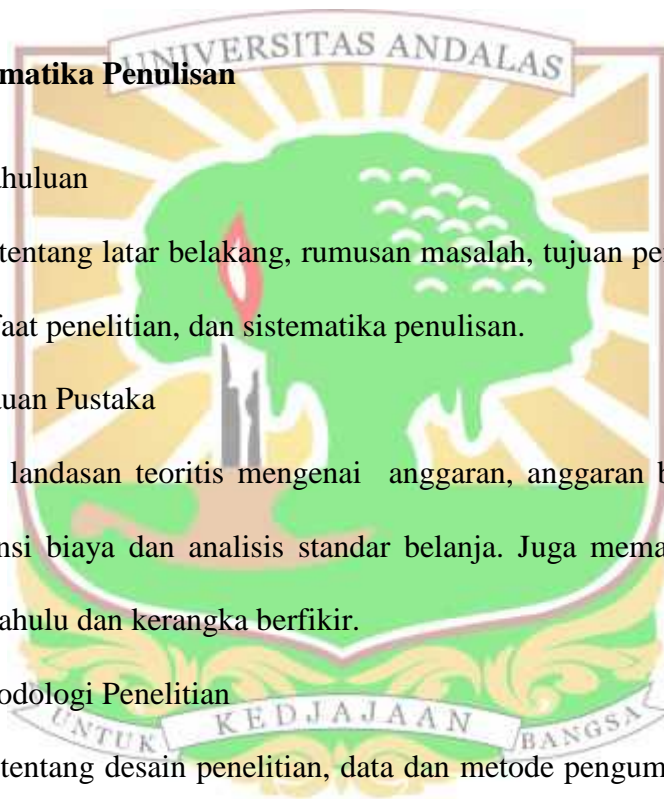 UNIVERSITAS ANDALAS
matika Penulisan
ahuluan
tentang latar belakang, rumusan masalah, tujuan pe
faat penelitian, dan sistematika penulisan.
auan Pustaka
landasan teoritis mengenai anggaran, anggaran b
nsi biaya dan analisis standar belanja. Juga mema
ahulu dan kerangka berfikir.
odologi Penelitian
UNTUK KEDJAJAAN BANGSA
tentang desain penelitian, data dan metode pengum